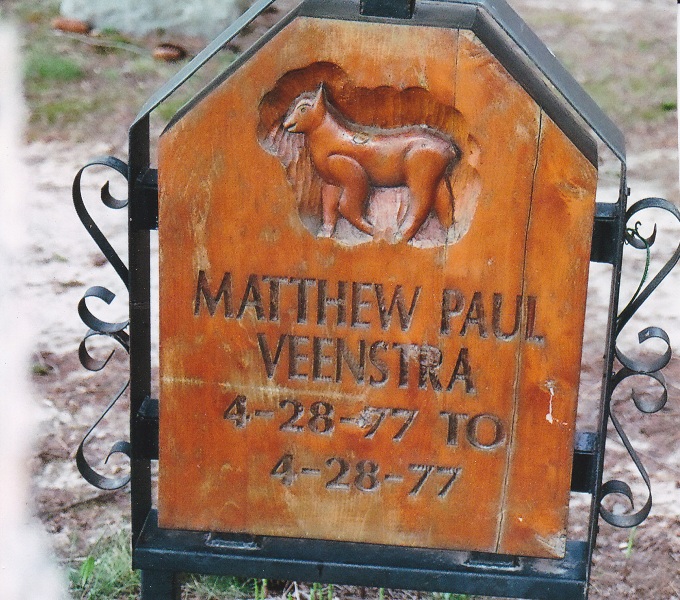 MATTHEW PAUL
VEENSTRA
4-28-77 TO
4-28-77